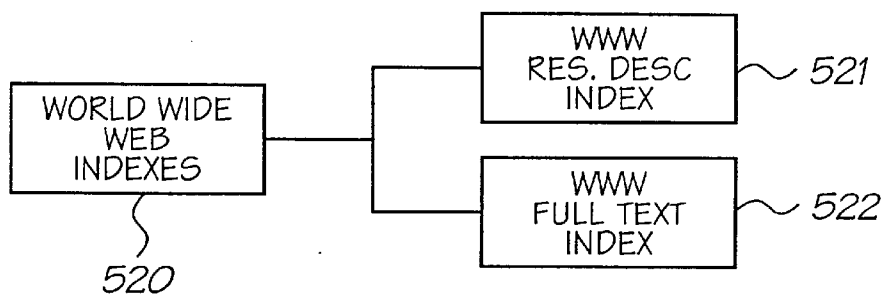 WORLD WIDE
WEB
INDEXES
520
WWW
RES. DESC
INDEX
521
WWW
FULL TEXT
INDEX
522